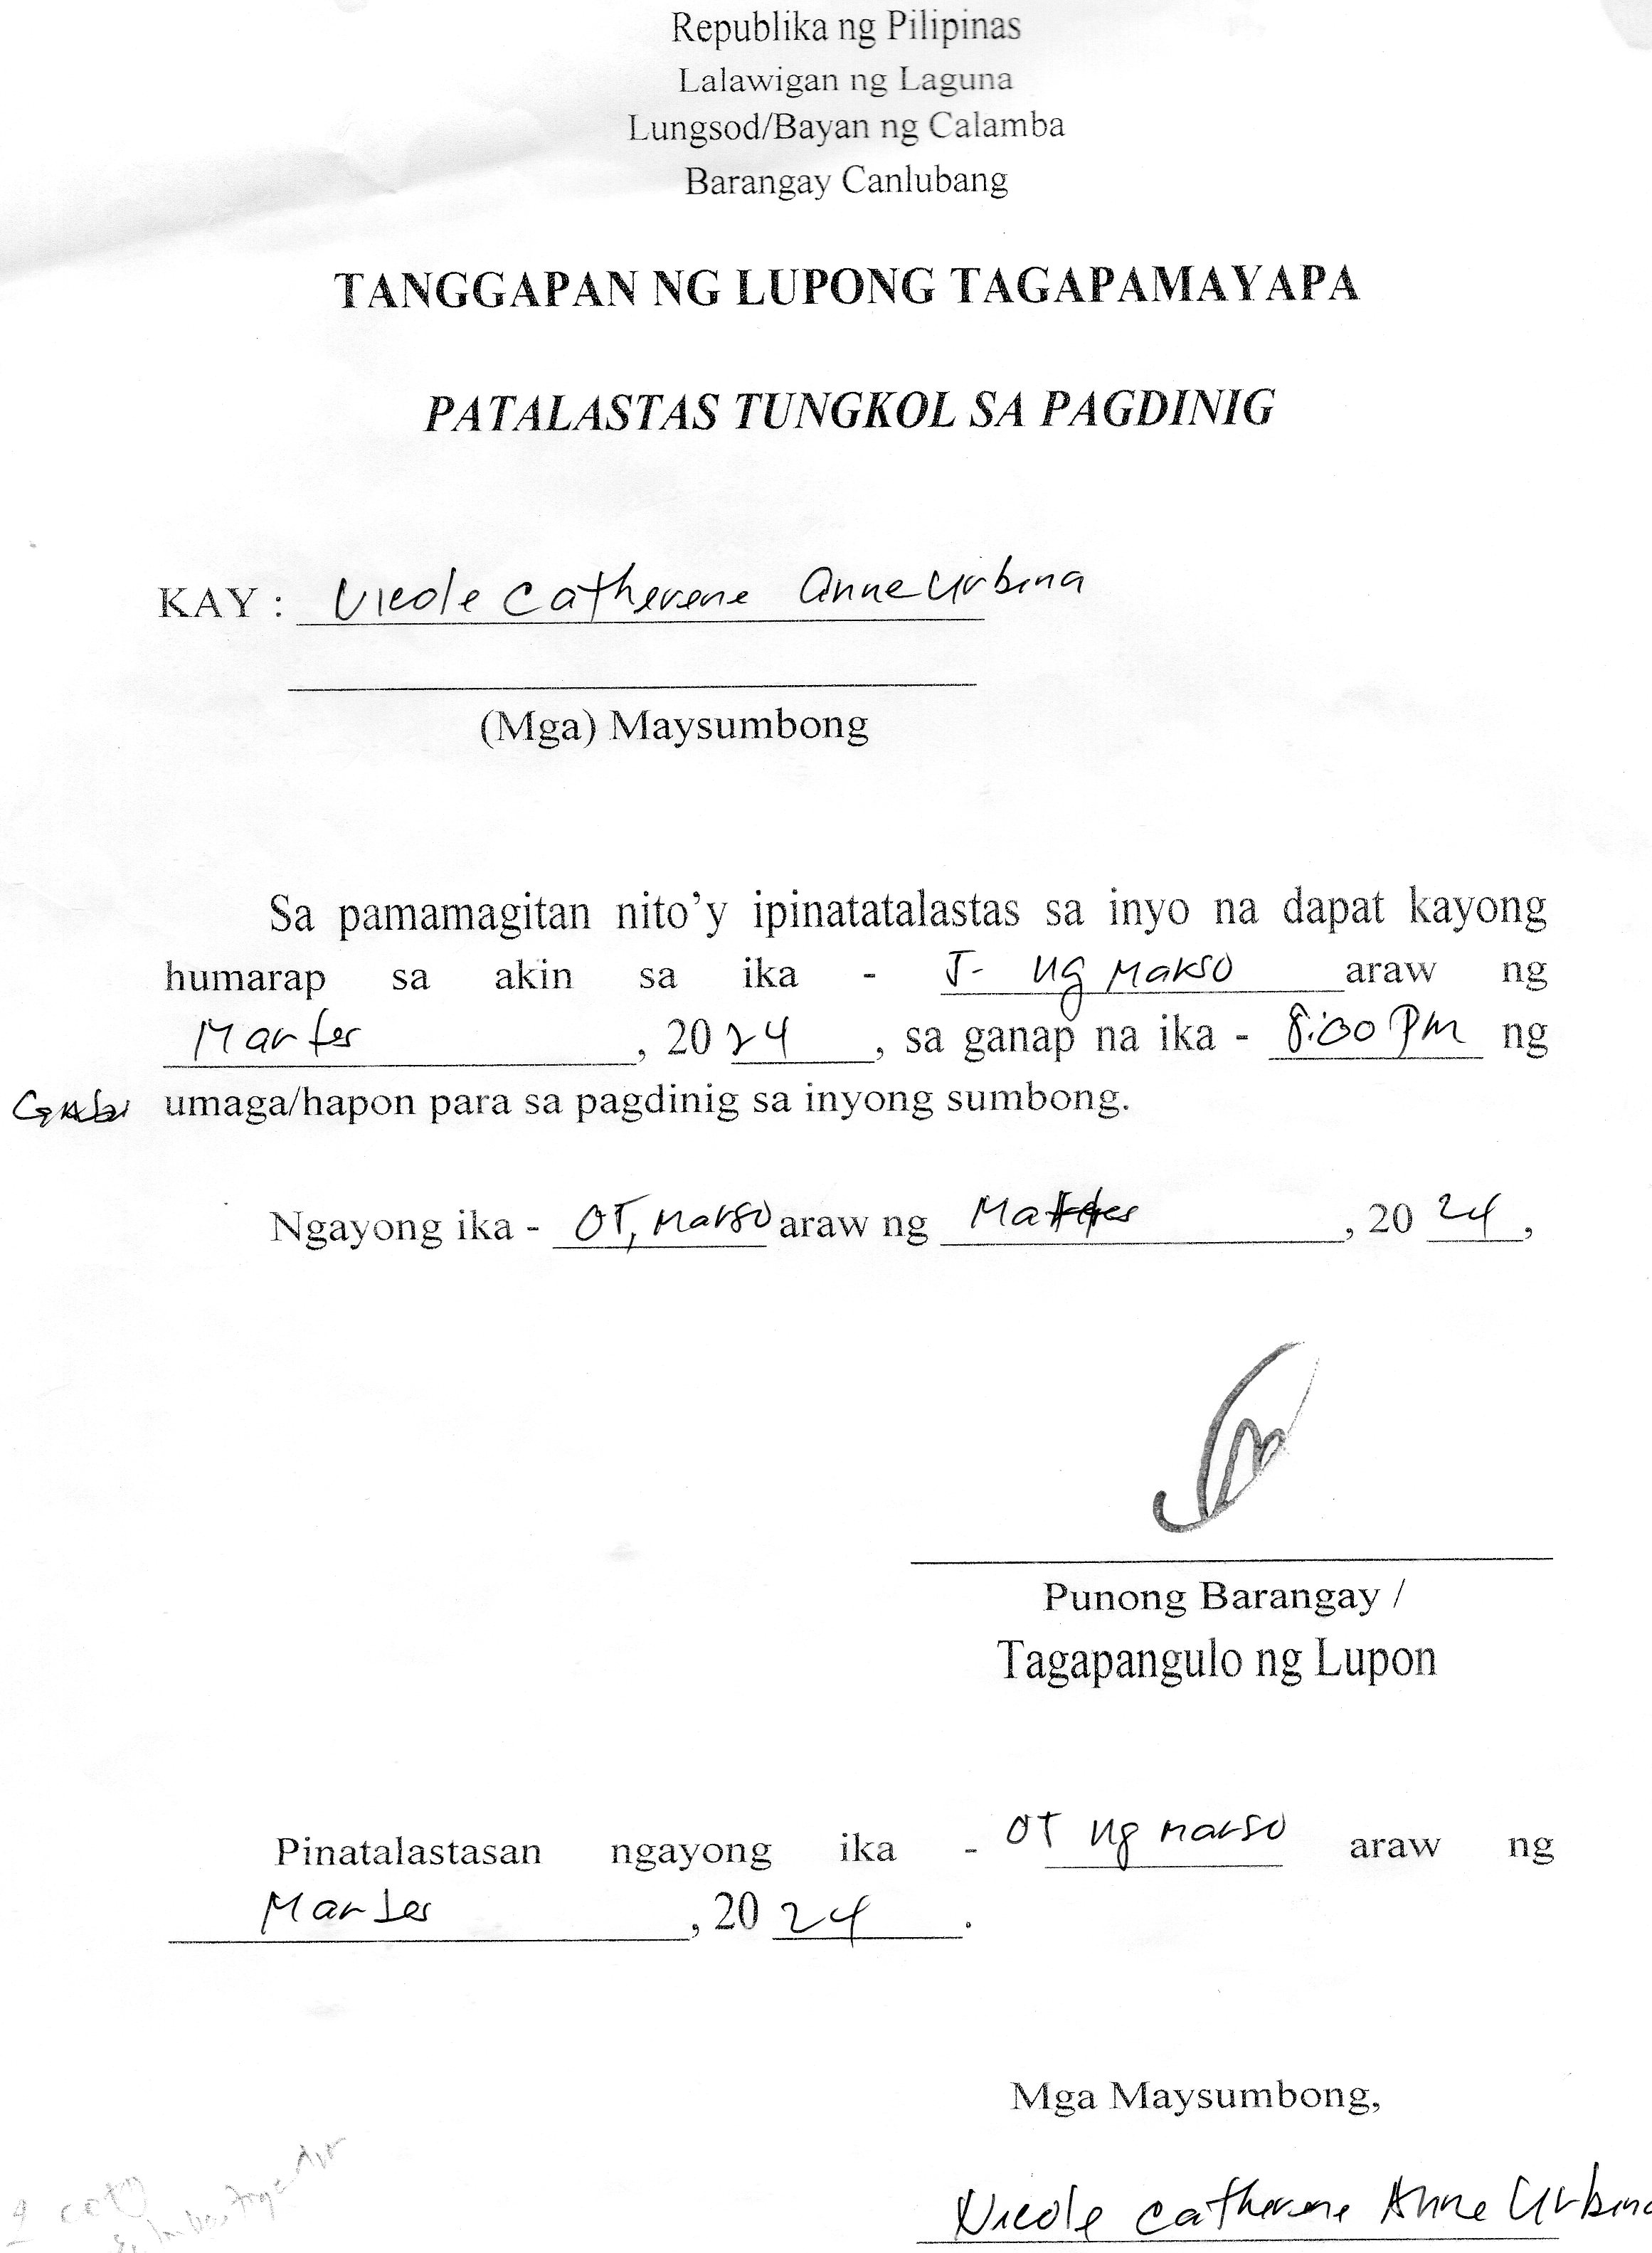 Republika ng Pilipinas
Lalawigan ng Laguna
Lungsod/Bayan ng Calamba
Barangay Canlubang
TANGGAPAN NG LUPONG TAGAPAMAYAPA
PATALASTAS TUNGKOL SA PAGDINIG
KAY : Nicole Catherene Anne Urbina
(Mga) Maysumbong
Sa pamamagitan nito'y ipinatatalastas sa inyo na dapat kayong
humarap sa akin sa ika - 5- ng Marso araw ng
Martes, 20 24, sa ganap na ika - 8:00 PM ng
umaga/hapon para sa pagdinig sa inyong sumbong.
Ngayong ika - 05, Marso araw ng Martes, 20 24,
Punong Barangay /
Tagapangulo ng Lupon
Pinatalastasan ngayong ika - 05 ng Marso araw ng
Martes, 20 24.
Mga Maysumbong,
Nicole Catherene Anne Urbina